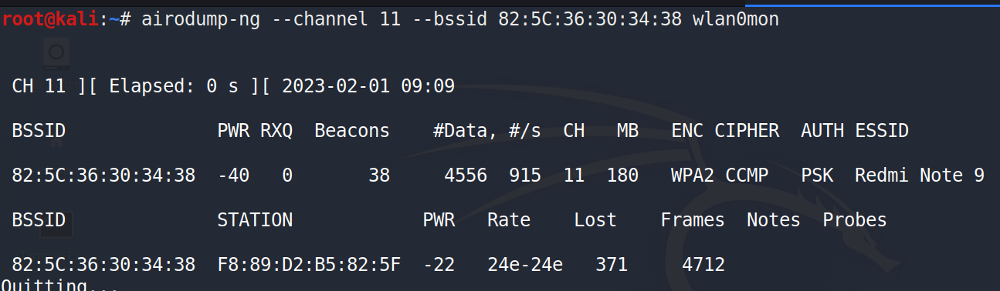 root@kali:~# airodump-ng --channel 11 --bssid 82:5C:36:30:34:38 wlan0mon
CH 11 ][ Elapsed: 0 s ][ 2023-02-01 09:09
BSSID PWR RXQ Beacons #Data, #/s CH MB ENC CIPHER AUTH ESSID
82:5C:36:30:34:38 -40 0 38 4556 915 11 180 WPA2 CCMP PSK Redmi Note 9
BSSID STATION PWR Rate Lost Frames Notes Probes
82:5C:36:30:34:38 F8:89:D2:B5:82:5F -22 24e-24e 371 4712
Quitting...